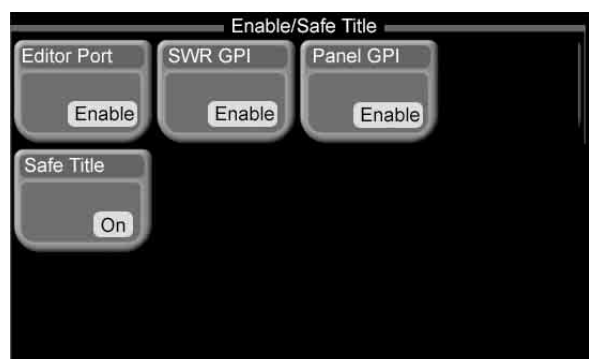 Enable/Safe Title
Editor Port
SWR GPI
Panel GPI
Enable
Enable
Enable
Safe Title
On